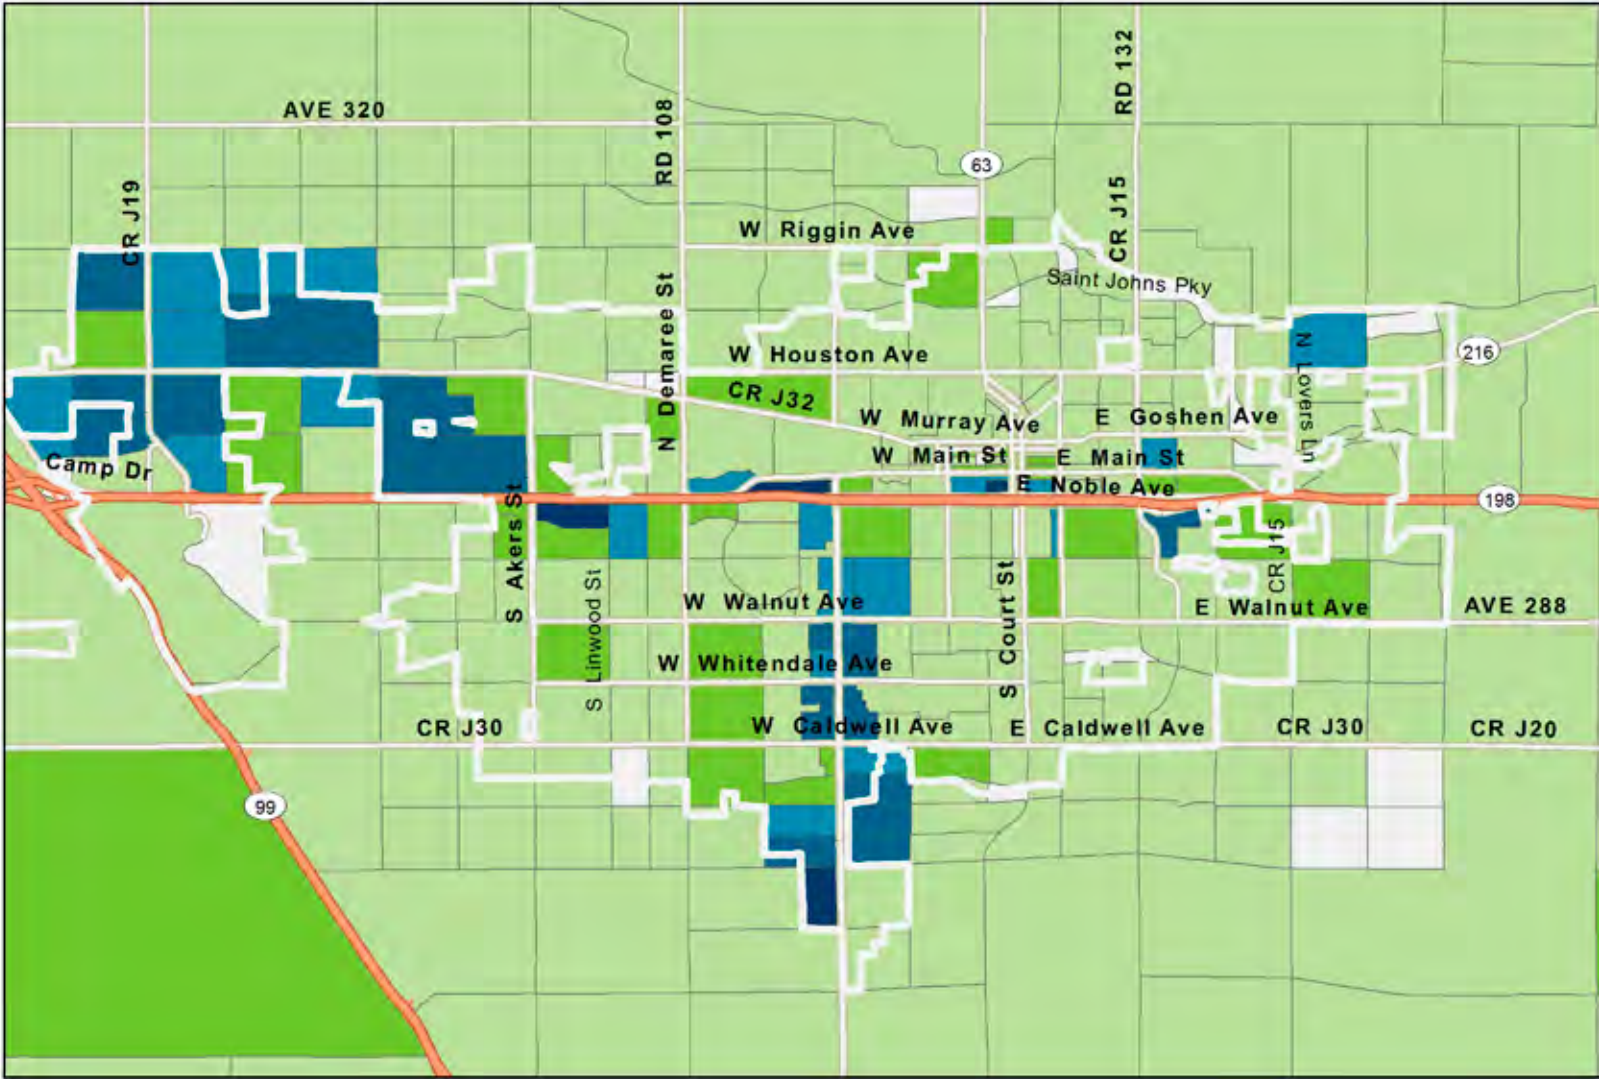 RD 132
AVE 320
RD 108
63
CR J19
CR J15
W Riggin Ave
Saint Johns Pky
N Demaree St
W Houston Ave
216
N Lovers Ln
CR J32
W Murray Ave
E Goshen Ave
W Main St
E Main St
Camp Dr
E Noble Ave
198
S Akers St
CR J15
S Linwood St
W Walnut Ave
S Court St
E Walnut Ave
AVE 288
W Whitendale Ave
CR J30
W Caldwell Ave
E Caldwell Ave
CR J30
CR J20
99